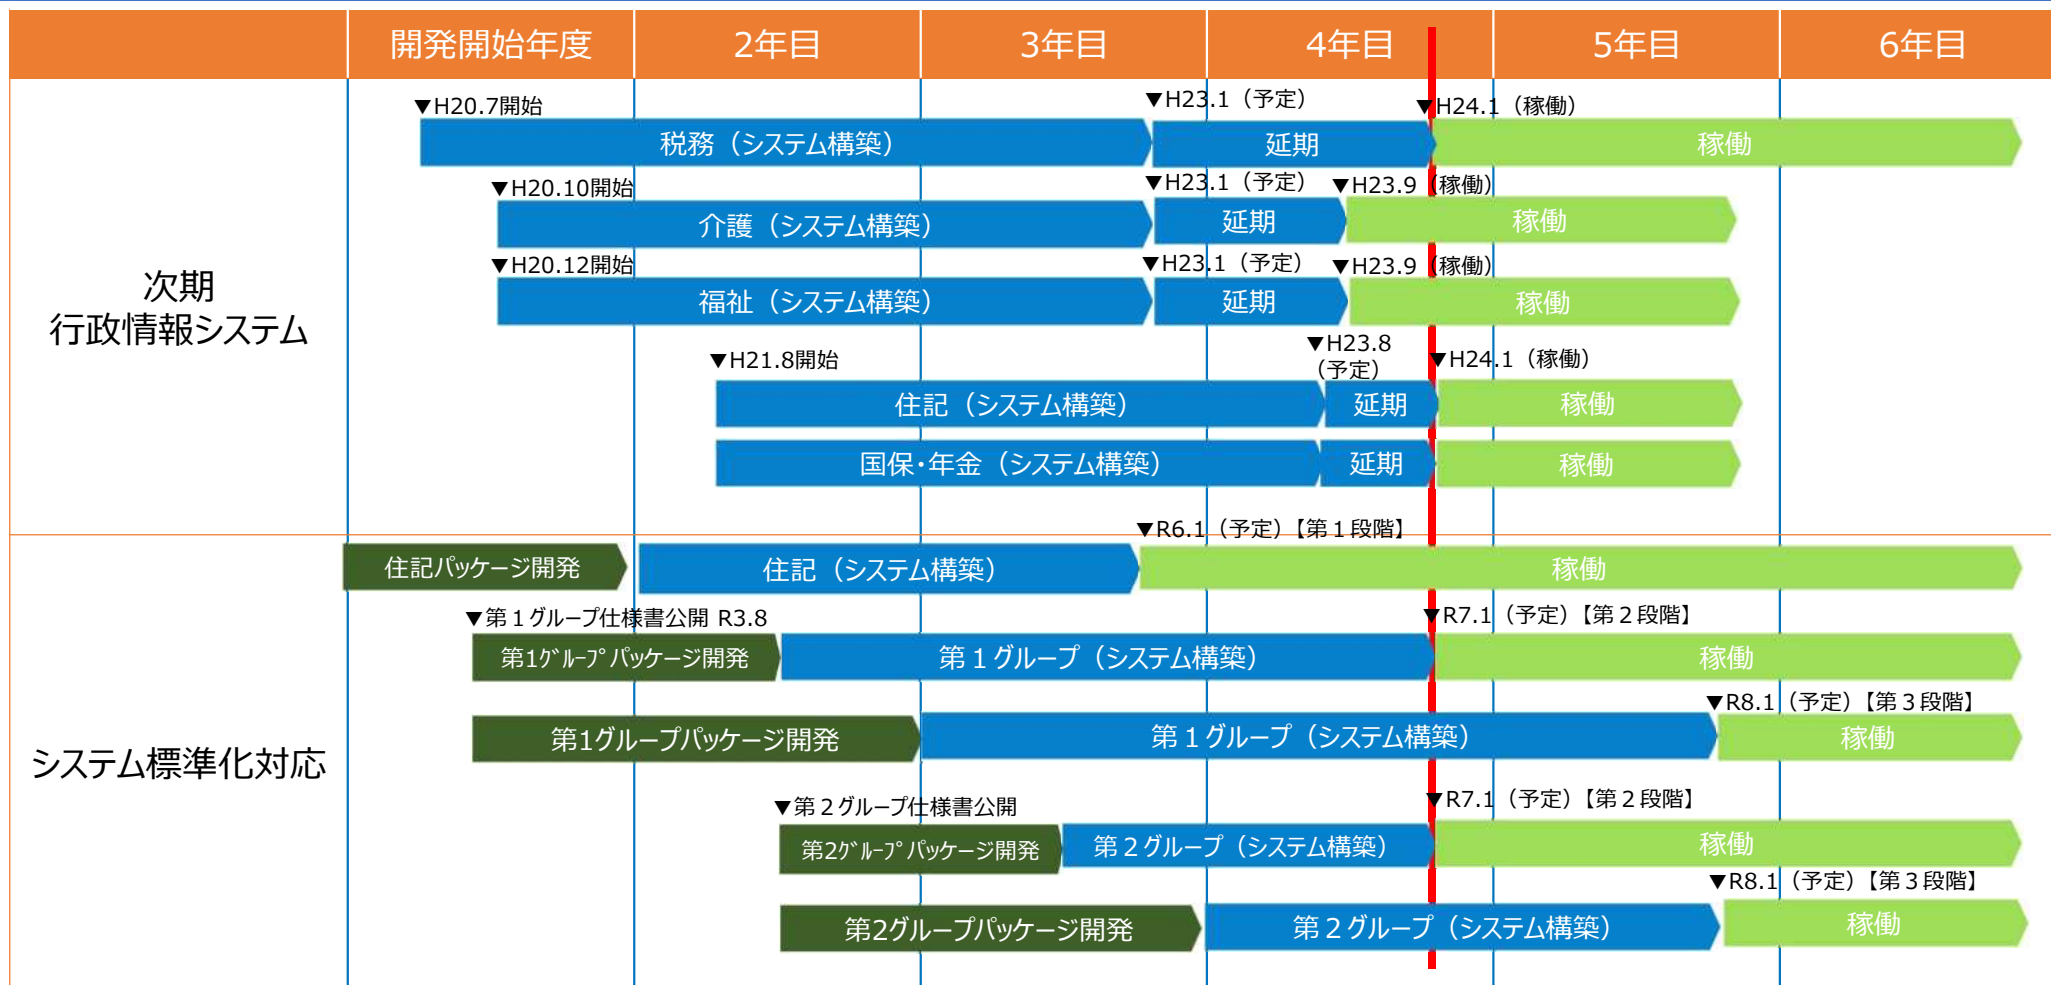 開発開始年度
2年目
3年目
4年目
5年目
6年目
次期
行政情報システム
▼H20.7開始
▼H23.1（予定）
▼H24.1（稼働）
税務（システム構築）
延期
稼働
▼H20.10開始
▼H23.1（予定）
▼H23.9（稼働）
介護（システム構築）
延期
稼働
▼H20.12開始
▼H23.1（予定）
▼H23.9（稼働）
福祉（システム構築）
延期
稼働
▼H21.8開始
▼H23.8
（予定）
▼H24.1（稼働）
住記（システム構築）
延期
稼働
国保・年金（システム構築）
延期
稼働
システム標準化対応
▼R6.1（予定）【第１段階】
住記パッケージ開発
住記（システム構築）
稼働
▼第１グループ仕様書公開 R3.8
▼R7.1（予定）【第２段階】
第1ｸﾞﾙｰﾌﾟパッケージ開発
第１グループ（システム構築）
稼働
▼R8.1（予定）【第３段階】
第1グループパッケージ開発
第１グループ（システム構築）
稼働
▼第２グループ仕様書公開
▼R7.1（予定）【第２段階】
第2ｸﾞﾙｰﾌﾟパッケージ開発
第２グループ（システム構築）
稼働
▼R8.1（予定）【第３段階】
第2グループパッケージ開発
第２グループ（システム構築）
稼働